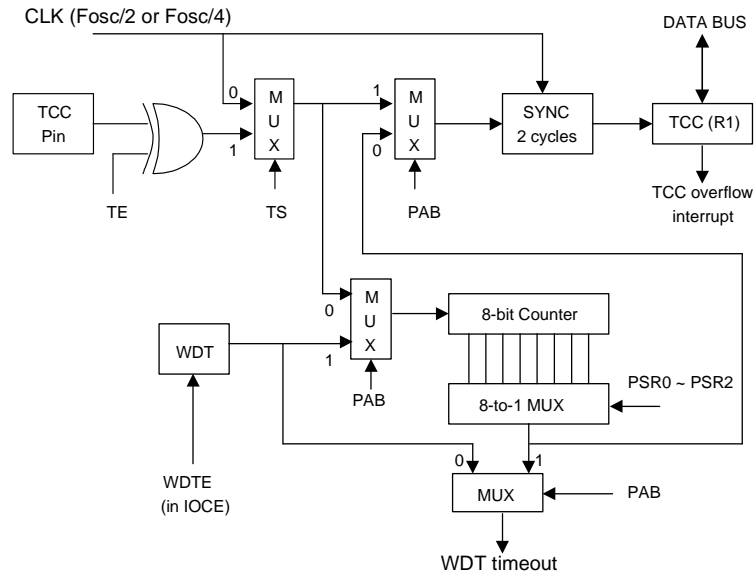 CLK (Fosc/2 or Fosc/4)
DATA BUS
TCC
Pin
0
1
M
U
X
1
0
M
U
X
SYNC
2 cycles
TCC (R1)
TE
TS
PAB
TCC overflow
interrupt
0
1
M
U
X
8-bit Counter
WDT
PAB
8-to-1 MUX
PSR0 ~ PSR2
WDTE
(in IOCE)
0
1
MUX
PAB
WDT timeout